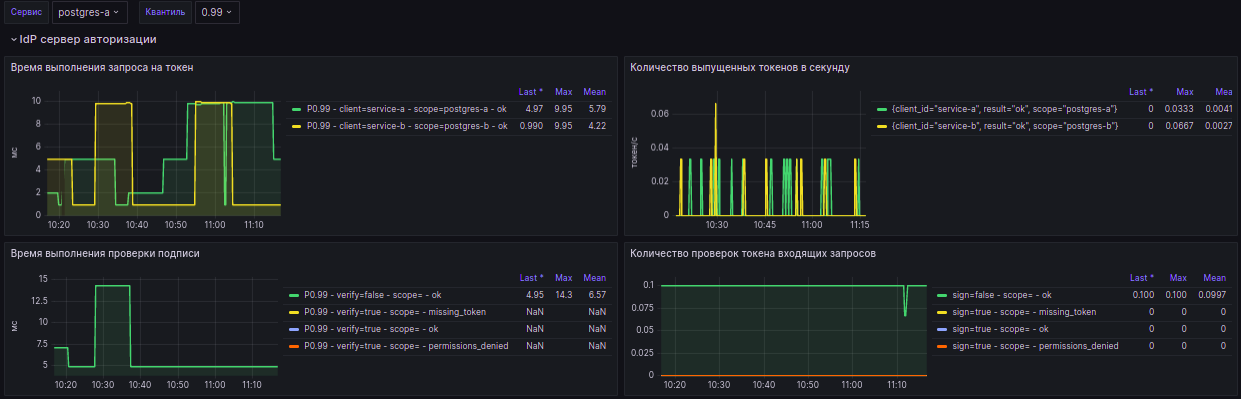 Сервис postgres-a Квантиль 0.99
IdP сервер авторизации
Время выполнения запроса на токен
мс
10
8
6
4
2
0
10:20 10:30 10:40 10:50 11:00 11:10
Last * Max Mean
P0.99 - client=service-a - scope=postgres-a - ok 4.97 9.95 5.79
P0.99 - client=service-b - scope=postgres-b - ok 0.990 9.95 4.22
Количество выпущенных токенов в секунду
токен/с
0.06
0.04
0.02
0
10:30 10:45 11:00 11:15
Last * Max Mea
{client_id="service-a", result="ok", scope="postgres-a"} 0 0.0333 0.0041
{client_id="service-b", result="ok", scope="postgres-b"} 0 0.0667 0.0027
Время выполнения проверки подписи
мс
15
12.5
10
7.5
5
10:20 10:30 10:40 10:50 11:00 11:10
Last * Max Mean
P0.99 - verify=false - scope= - ok 4.95 14.3 6.57
P0.99 - verify=true - scope= - missing_token NaN NaN
P0.99 - verify=true - scope= - ok NaN NaN
P0.99 - verify=true - scope= - permissions_denied NaN NaN
Количество проверок токена входящих запросов
0.1
0.075
0.05
0.025
0
10:20 10:30 10:40 10:50 11:00 11:10
Last * Max Mean
sign=false - scope= - ok 0.100 0.100 0.0997
sign=true - scope= - missing_token 0 0 0
sign=true - scope= - ok 0 0 0
sign=true - scope= - permissions_denied 0 0 0